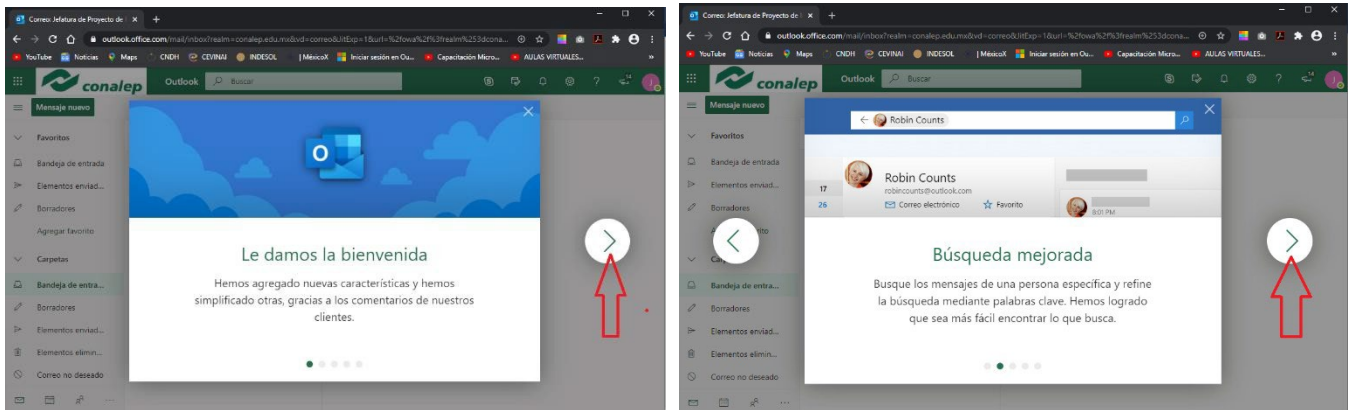 Correo: Jefatura de Proyecto de
outlook.office.com/mail/inbox?realm=conalep.edu.mx&vd=correo&JitExp=1&url=%2fowa%2f%3frealm%253dcona...
YouTube Noticias Maps CNDH CEVINAI INDESOL | MéxicoX Iniciar sesión en Ou... Capacitación Micro... AULAS VIRTUALES...
conalep Outlook Buscar
Mensaje nuevo
Favoritos
Bandeja de entrada
Elementos enviad...
Borradores
Agregar favorito
Carpetas
Bandeja de entra...
Borradores
Elementos enviad...
Elementos elimin...
Correo no deseado
Le damos la bienvenida
Hemos agregado nuevas características y hemos
simplificado otras, gracias a los comentarios de nuestros
clientes.
Correo: Jefatura de Proyecto de
outlook.office.com/mail/inbox?realm=conalep.edu.mx&vd=correo&JitExp=1&url=%2fowa%2f%3frealm%253dcona...
YouTube Noticias Maps CNDH CEVINAI INDESOL | MéxicoX Iniciar sesión en Ou... Capacitación Micro... AULAS VIRTUALES...
conalep Outlook Buscar
Mensaje nuevo
Favoritos
Bandeja de entrada
Elementos enviad...
Borradores
Bandeja de entra...
Borradores
Elementos enviad...
Elementos elimin...
Correo no deseado
Robin Counts
17
26
Robin Counts
robincounts@outlook.com
Correo electrónico Favorito
8:01 PM
Búsqueda mejorada
Busque los mensajes de una persona específica y refine
la búsqueda mediante palabras clave. Hemos logrado
que sea más fácil encontrar lo que busca.